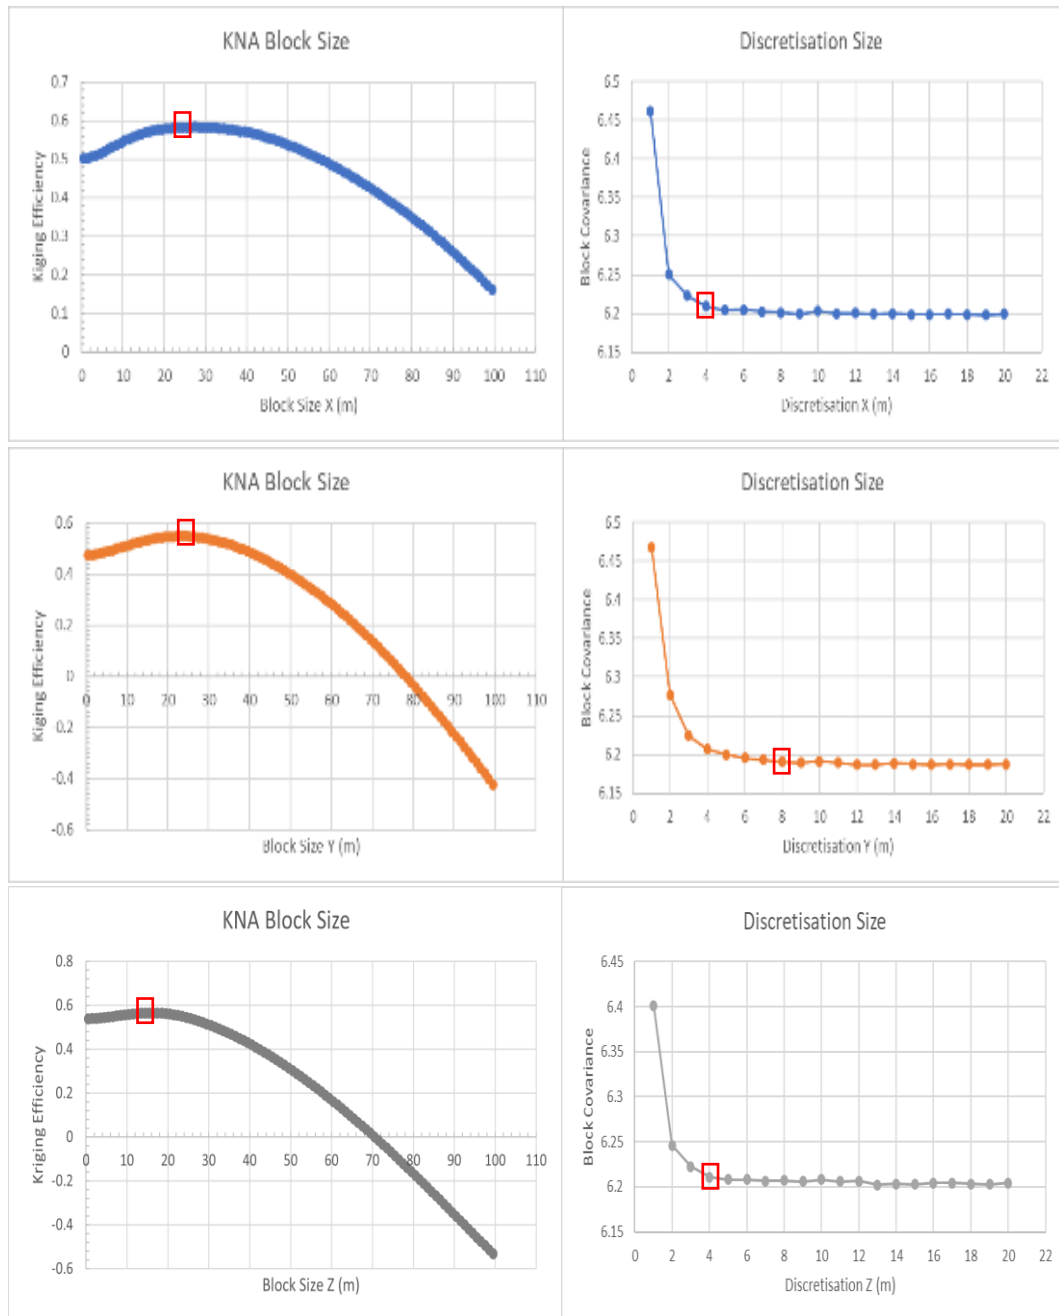 KNA Block Size
Kiging Efficiency
0.7
0.6
0.5
0.4
0.3
0.2
0.1
0
0 10 20 30 40 50 60 70 80 90 100 110
Block Size X (m)
Discretisation Size
Block Covariance
6.5
6.45
6.4
6.35
6.3
6.25
6.2
6.15
0 2 4 6 8 10 12 14 16 18 20 22
Discretisation X (m)
KNA Block Size
Kiging Efficiency
0.6
0.4
0.2
0
-0.2
-0.4
-0.6
0 10 20 30 40 50 60 70 80 90 100 110
Block Size Y (m)
Discretisation Size
Block Covariance
6.5
6.45
6.4
6.35
6.3
6.25
6.2
6.15
0 2 4 6 8 10 12 14 16 18 20 22
Discretisation Y (m)
KNA Block Size
Kriging Efficiency
0.8
0.6
0.4
0.2
0
-0.2
-0.4
-0.6
0 10 20 30 40 50 60 70 80 90 100 110
Block Size Z (m)
Discretisation Size
Block Covariance
6.45
6.4
6.35
6.3
6.25
6.2
6.15
0 2 4 6 8 10 12 14 16 18 20 22
Discretisation Z (m)